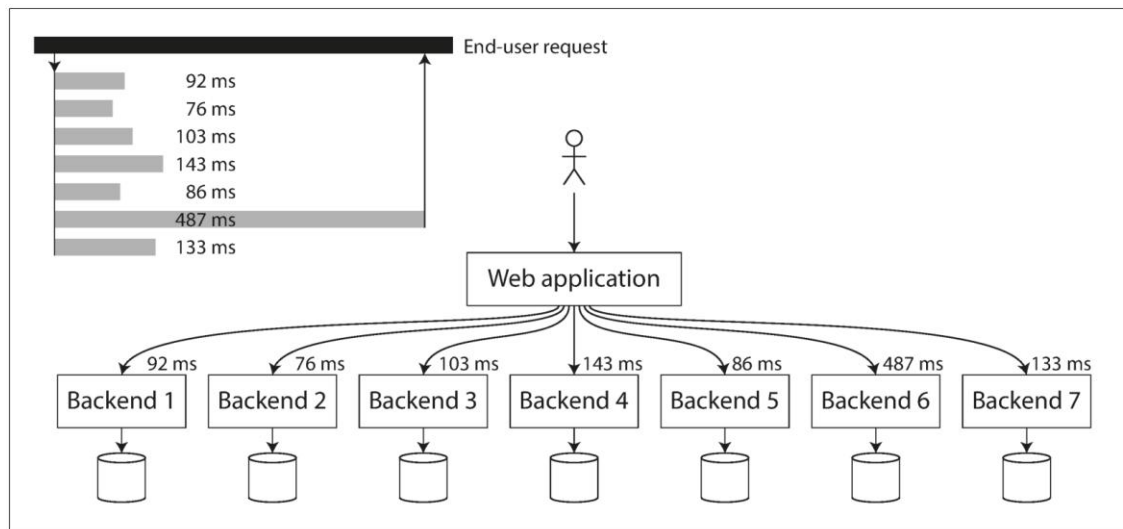 End-user request
92 ms
76 ms
103 ms
143 ms
86 ms
487 ms
133 ms
Web application
92 ms 76 ms 103 ms 143 ms 86 ms 487 ms 133 ms
Backend 1 Backend 2 Backend 3 Backend 4 Backend 5 Backend 6 Backend 7